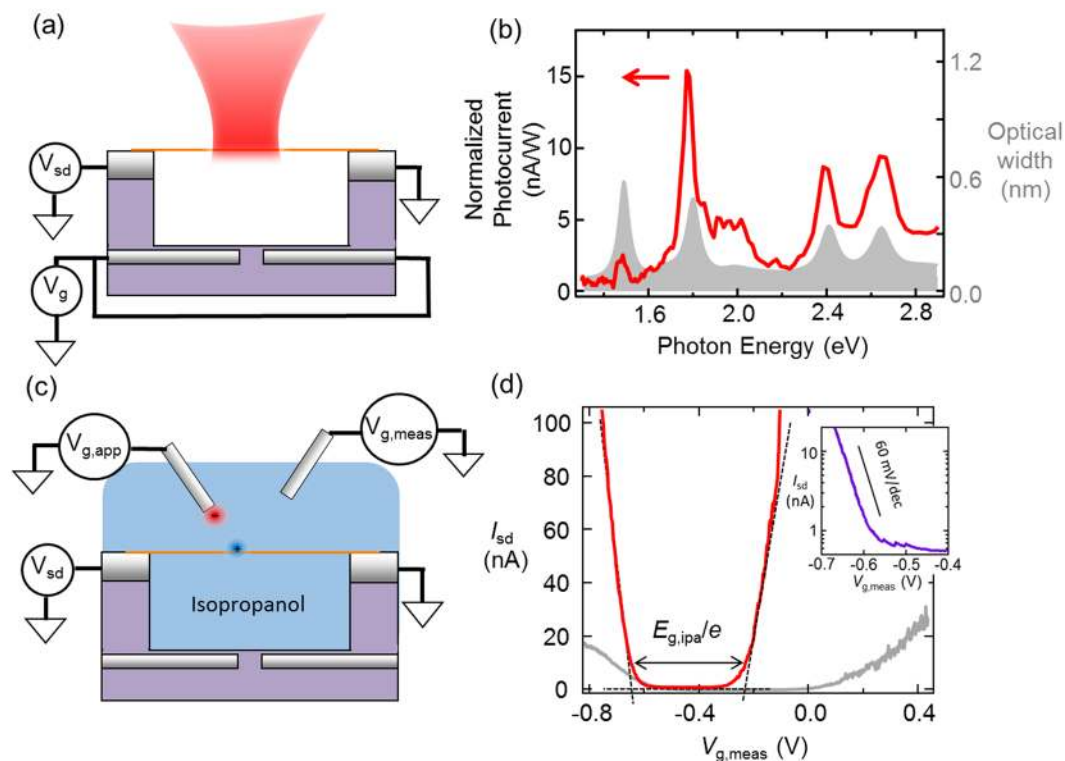 (a)
V_sd
V_g
(b)
Normalized
Photocurrent
(nA/W)
15
10
5
0
1.2
0.6
0.0
Optical
width
(nm)
1.6
2.0
2.4
2.8
Photon Energy (eV)
(c)
V_g,app
V_g,meas
V_sd
Isopropanol
(d)
I_sd
(nA)
100
80
60
40
20
0
E_g,ipa/e
-0.8
-0.4
0.0
0.4
V_g,meas (V)
10
I_sd
(nA)
1
60 mV/dec
-0.7
-0.6
-0.5
-0.4
V_g,meas (V)